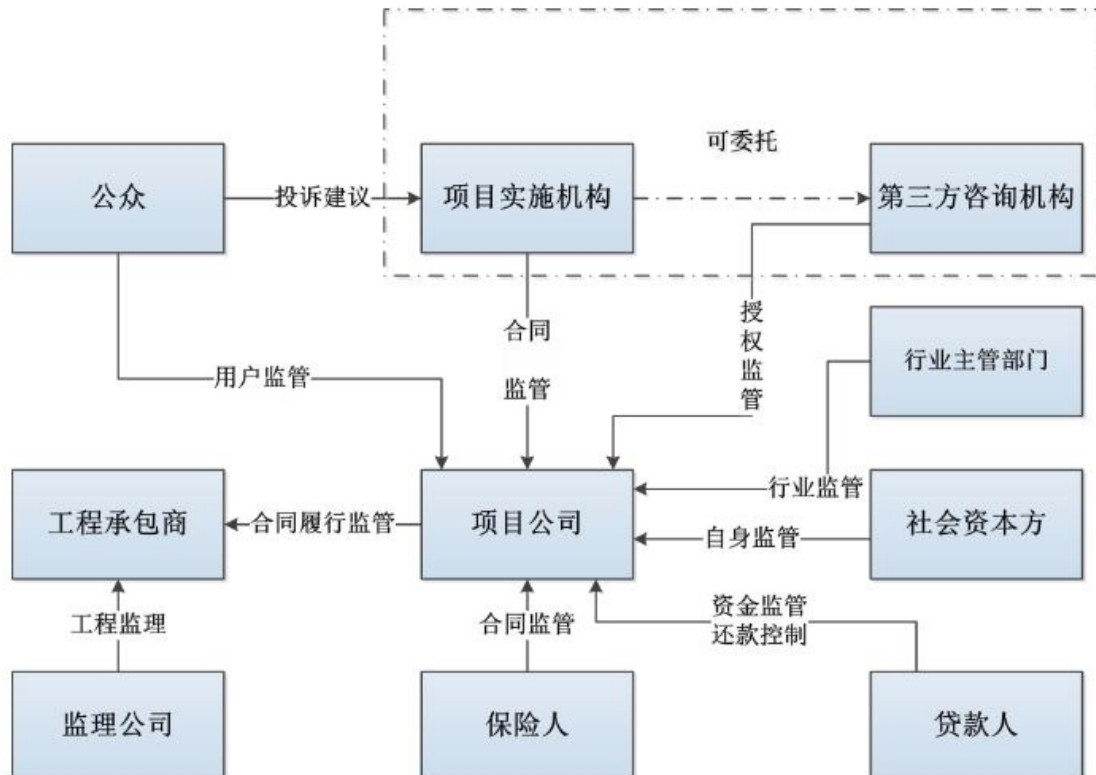 可委托
公众
投诉建议
项目实施机构
第三方咨询机构
合同
监管
授
权
监
管
行业主管部门
用户监管
行业监管
工程承包商
合同履行监管
项目公司
自身监管
社会资本方
工程监理
合同监管
资金监管
还款控制
监理公司
保险人
贷款人